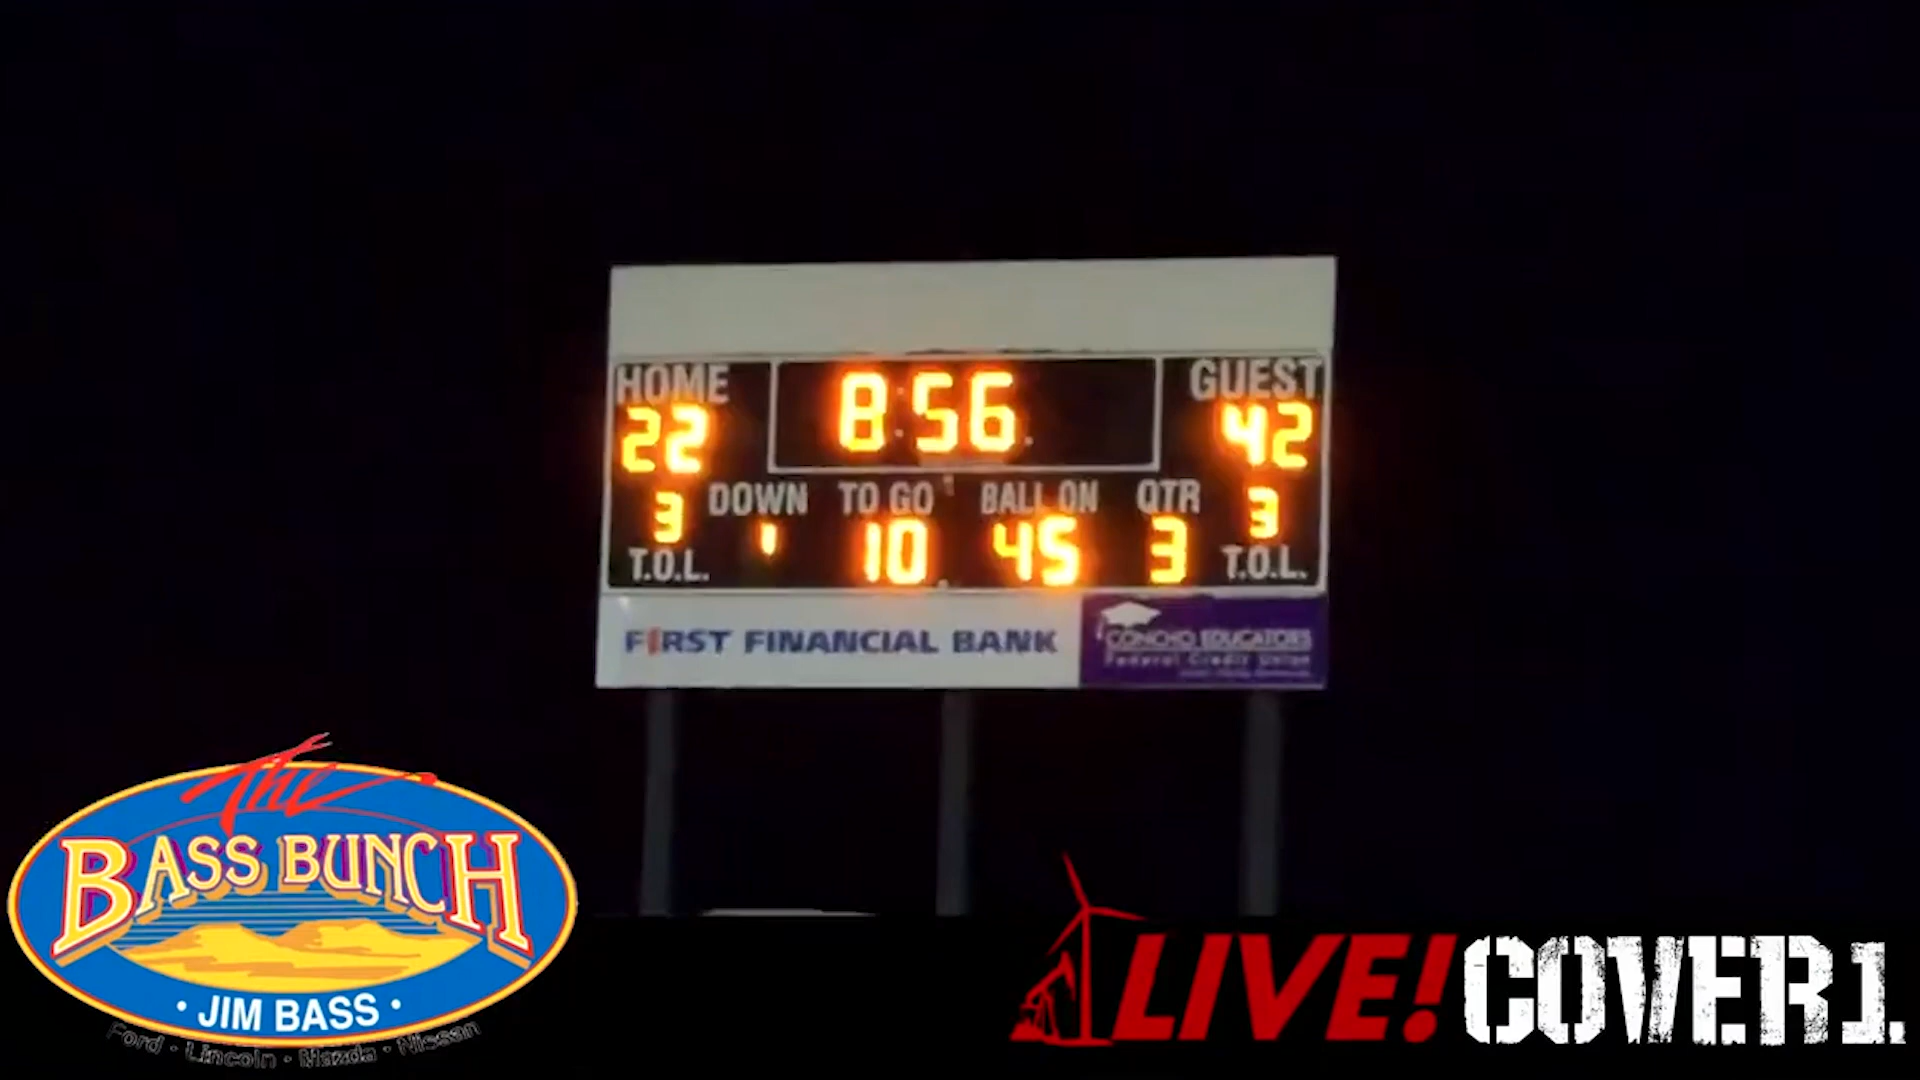 HOME
8:56
GUEST
22
42
3
DOWN
TO GO
BALL ON
QTR
3
1
10
45
3
T.O.L.
T.O.L.
FIRST FINANCIAL BANK
CONCHO EDUCATORS
Federal Credit Union
The
BASS BUNCH
• JIM BASS •
Ford • Lincoln • Mazda • Nissan
LIVE! COVER1.